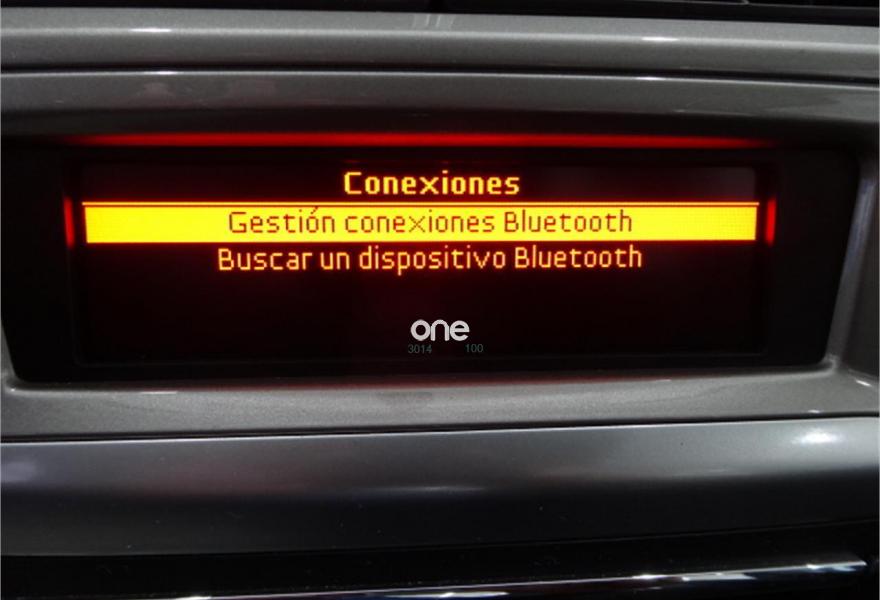 Conexiones
Gestión conexiones Bluetooth
Buscar un dispositivo Bluetooth
one
3014 100